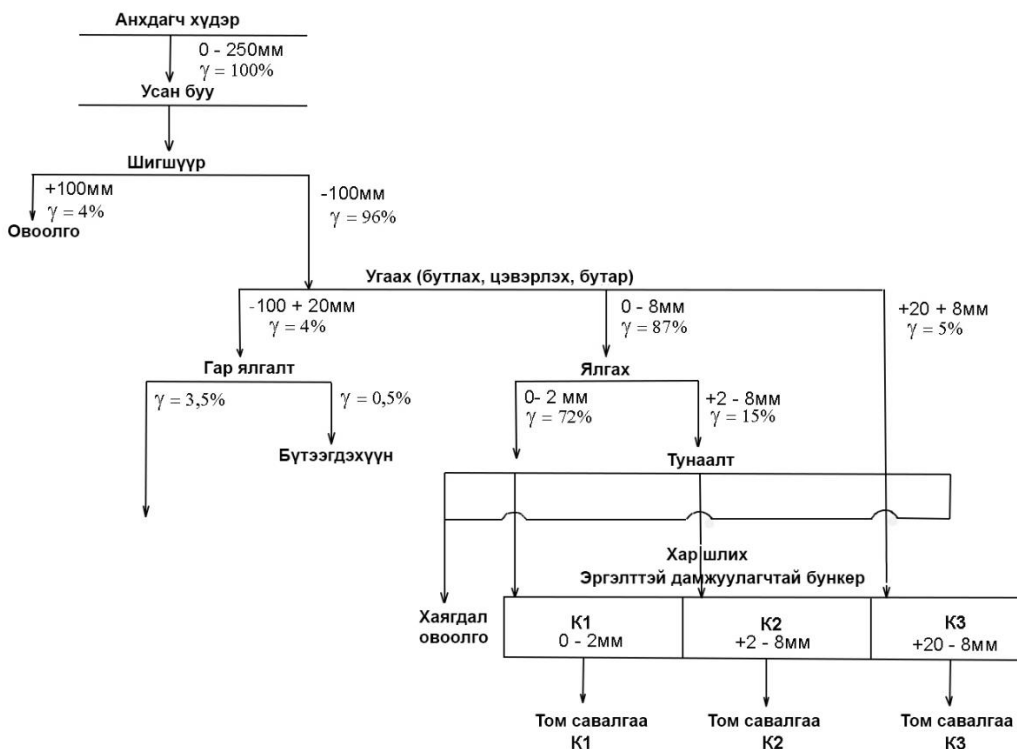 Анхдагч хүдэр
0 - 250мм
γ = 100%
Усан буу
Шигшүүр
+100мм
γ = 4%
Овоолго
-100мм
γ = 96%
Угаах (бутлах, цэвэрлэх, бутар)
-100 + 20мм
γ = 4%
0 - 8мм
γ = 87%
+20 + 8мм
γ = 5%
Гар ялгалт
Ялгах
γ = 3,5%
γ = 0,5%
0- 2 мм
γ = 72%
+2 - 8мм
γ = 15%
Бүтээгдэхүүн
Тунаалт
Хар шлих
Эргэлттэй дамжуулагчтай бункер
Хаягдал
овоолго
К1
0 - 2мм
К2
+2 - 8мм
К3
+20 - 8мм
Том савалгаа
К1
Том савалгаа
К2
Том савалгаа
К3